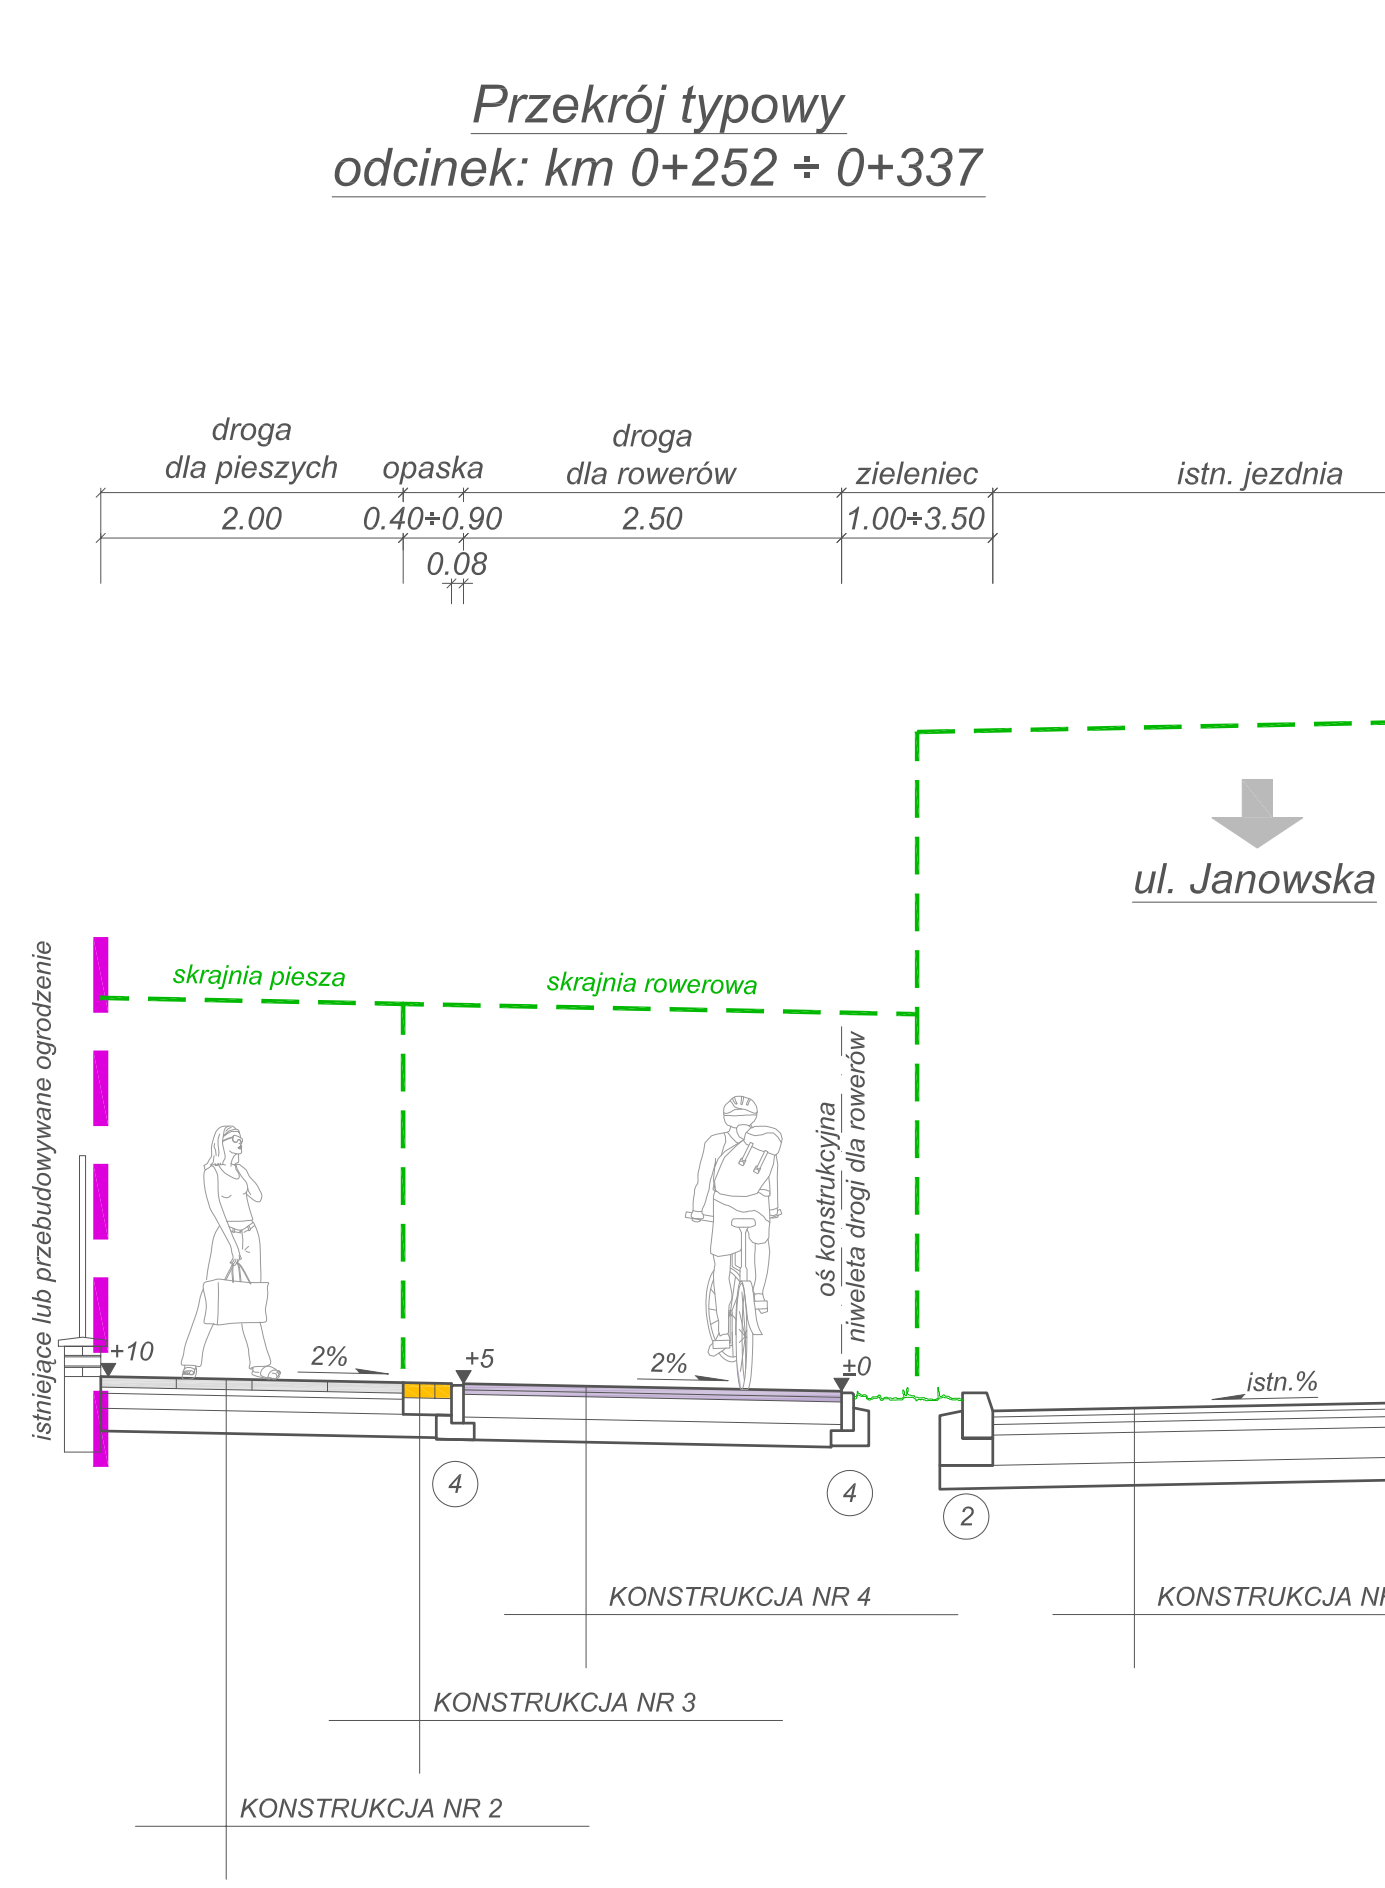 Przekrój typowy
odcinek: km 0+252 ÷ 0+337
droga
dla pieszych
opaska
droga
dla rowerów
zieleniec
istn. jezdnia
2.00
0.40÷0.90
2.50
1.00÷3.50
0.08
ul. Janowska
skrajnia piesza
skrajnia rowerowa
istniejące lub przebudowywane ogrodzenie
oś konstrukcyjna
niweleta drogi dla rowerów
+10
2%
+5
2%
±0
istn.%
4
4
2
KONSTRUKCJA NR 4
KONSTRUKCJA NR
KONSTRUKCJA NR 3
KONSTRUKCJA NR 2